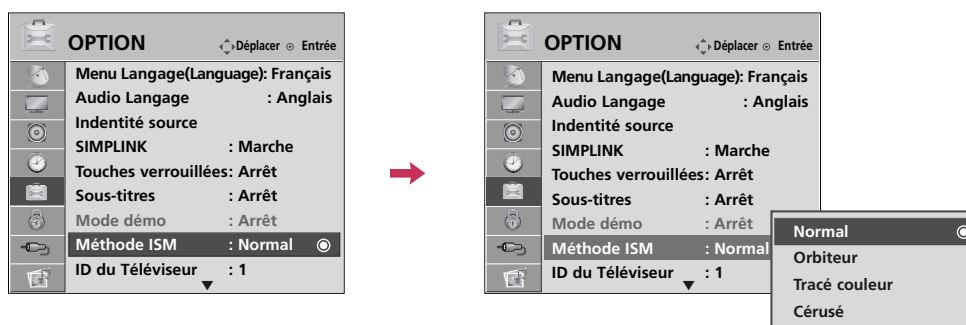 OPTION
Déplacer Entrée
Menu Langage(Language): Français
Audio Langage : Anglais
Indentité source
SIMPLINK : Marche
Touches verrouillées: Arrêt
Sous-titres : Arrêt
Mode démo : Arrêt
Méthode ISM : Normal
ID du Téléviseur : 1
OPTION
Déplacer Entrée
Menu Langage(Language): Français
Audio Langage : Anglais
Indentité source
SIMPLINK : Marche
Touches verrouillées: Arrêt
Sous-titres : Arrêt
Mode démo : Arrêt
Méthode ISM : Normal
ID du Téléviseur : 1
Normal
Orbiteur
Tracé couleur
Cérusé